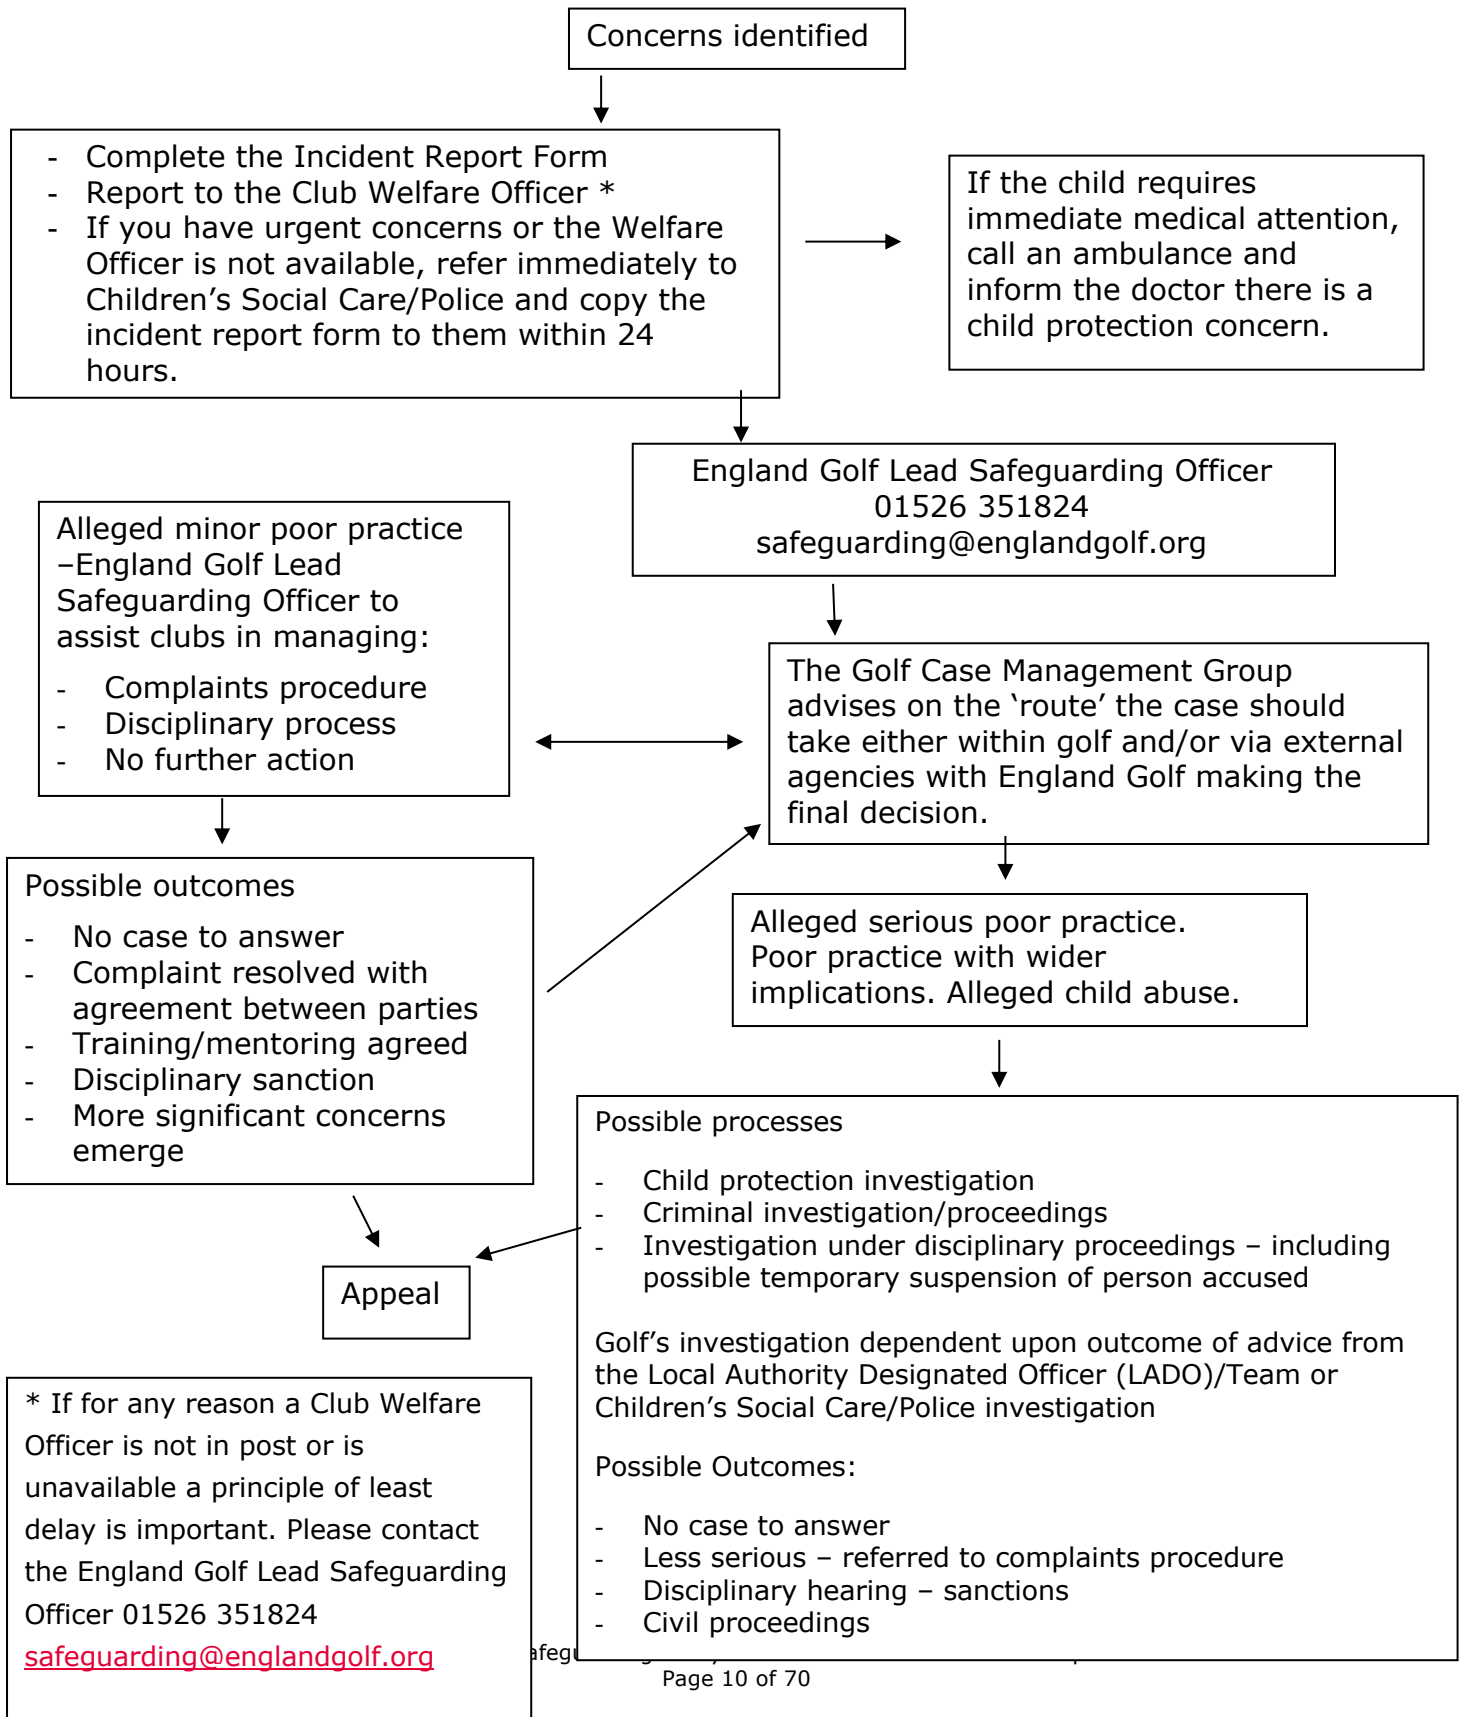 Concerns identified
- Complete the Incident Report Form
- Report to the Club Welfare Officer *
- If you have urgent concerns or the Welfare
Officer is not available, refer immediately to
Children’s Social Care/Police and copy the
incident report form to them within 24
hours.
If the child requires
immediate medical attention,
call an ambulance and
inform the doctor there is a
child protection concern.
England Golf Lead Safeguarding Officer
01526 351824
safeguarding@englandgolf.org
Alleged minor poor practice
–England Golf Lead
Safeguarding Officer to
assist clubs in managing:
- Complaints procedure
- Disciplinary process
- No further action
The Golf Case Management Group
advises on the ‘route’ the case should
take either within golf and/or via external
agencies with England Golf making the
final decision.
Possible outcomes
- No case to answer
- Complaint resolved with
agreement between parties
- Training/mentoring agreed
- Disciplinary sanction
- More significant concerns
emerge
Alleged serious poor practice.
Poor practice with wider
implications. Alleged child abuse.
Possible processes
- Child protection investigation
- Criminal investigation/proceedings
- Investigation under disciplinary proceedings – including
possible temporary suspension of person accused
Golf’s investigation dependent upon outcome of advice from
the Local Authority Designated Officer (LADO)/Team or
Children’s Social Care/Police investigation
Possible Outcomes:
- No case to answer
- Less serious – referred to complaints procedure
- Disciplinary hearing – sanctions
- Civil proceedings
Appeal
* If for any reason a Club Welfare
Officer is not in post or is
unavailable a principle of least
delay is important. Please contact
the England Golf Lead Safeguarding
Officer 01526 351824
safeguarding@englandgolf.org
Page 10 of 70